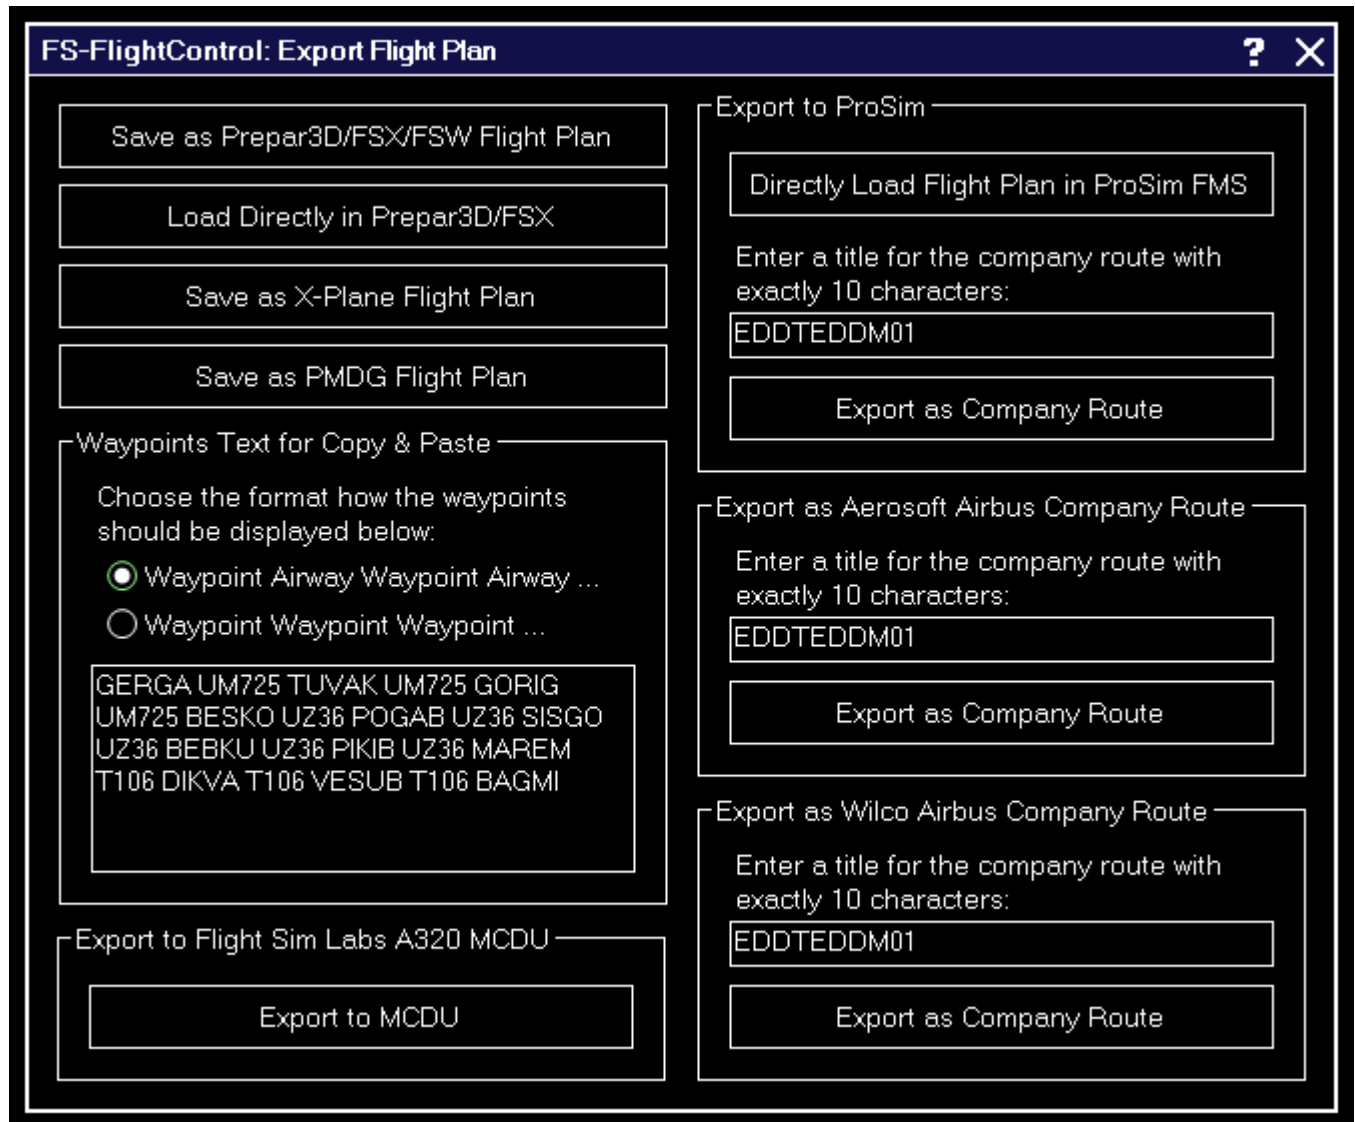 FS-FlightControl: Export Flight Plan
? X
Save as Prepar3D/FSX/FSW Flight Plan
Load Directly in Prepar3D/FSX
Save as X-Plane Flight Plan
Save as PMDG Flight Plan
Waypoints Text for Copy & Paste
Choose the format how the waypoints
should be displayed below:
Waypoint Airway Waypoint Airway ...
Waypoint Waypoint Waypoint ...
GERGA UM725 TUVAK UM725 GORIG
UM725 BESKO UZ36 POGAB UZ36 SISGO
UZ36 BEBKU UZ36 PIKIB UZ36 MAREM
T106 DIKVA T106 VESUB T106 BAGMI
Export to Flight Sim Labs A320 MCDU
Export to MCDU
Export to ProSim
Directly Load Flight Plan in ProSim FMS
Enter a title for the company route with
exactly 10 characters:
EDDTEDDM01
Export as Company Route
Export as Aerosoft Airbus Company Route
Enter a title for the company route with
exactly 10 characters:
EDDTEDDM01
Export as Company Route
Export as Wilco Airbus Company Route
Enter a title for the company route with
exactly 10 characters:
EDDTEDDM01
Export as Company Route